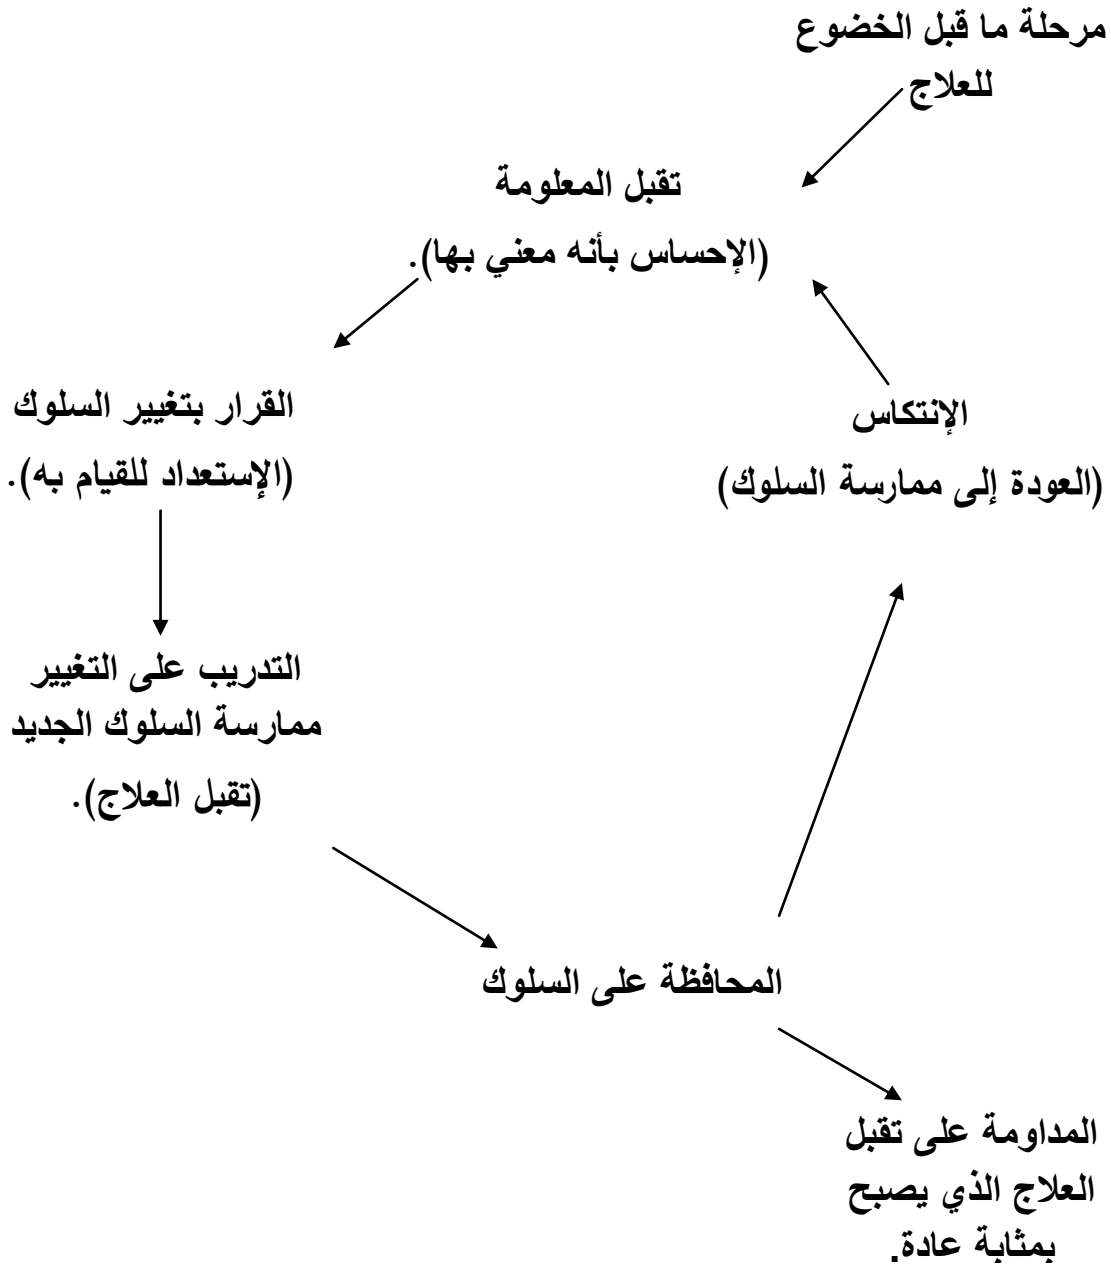 مرحلة ما قبل الخضوع
للعلاج
تقبل المعلومة
(الإحساس بأنه معني بها).
القرار بتغيير السلوك
(الإستعداد للقيام به).
الإنتكاس
(العودة إلى ممارسة السلوك)
التدريب على التغيير
ممارسة السلوك الجديد
(تقبل العلاج).
المحافظة على السلوك
المداومة على تقبل
العلاج الذي يصبح
بمثابة عادة.